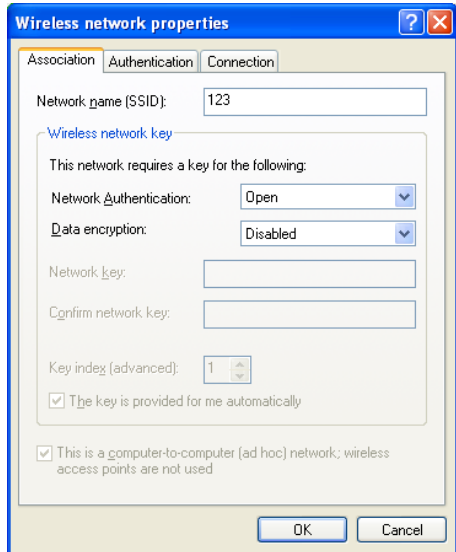 Wireless network properties
Association Authentication Connection
Network name (SSID): 123
Wireless network key
This network requires a key for the following:
Network Authentication: Open
Data encryption: Disabled
Network key:
Confirm network key:
Key index (advanced): 1
The key is provided for me automatically
This is a computer-to-computer (ad hoc) network; wireless
access points are not used
OK Cancel